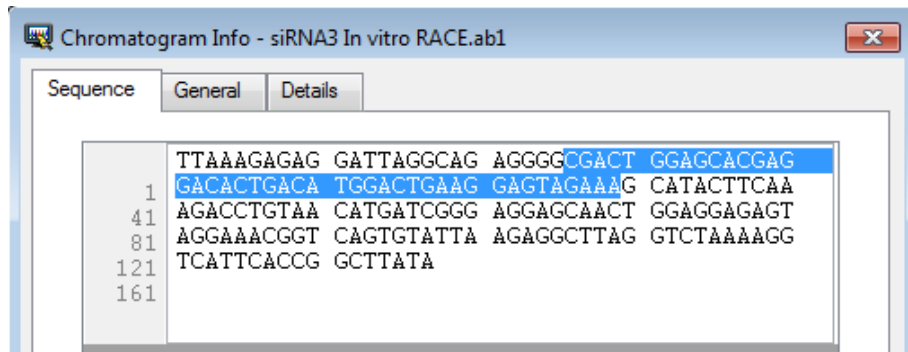 Chromatogram Info - siRNA3 In vitro RACE.ab1
Sequence General Details
TTAAAGAGAG GATTAGGCAG AGGGGCGACT GGAGCACGAG
1 GACACTGACA TGGACTGAAG GAGTAGAAAG CATACTTCAA
41 AGACCTGTAA CATGATCGGG AGGAGCAACT GGAGGAGAGT
81 AGGAAACGGT CAGTGTATTA AGAGGCTTAG GTCTAAAAGG
121 TCATTCACCG GCTTATA
161